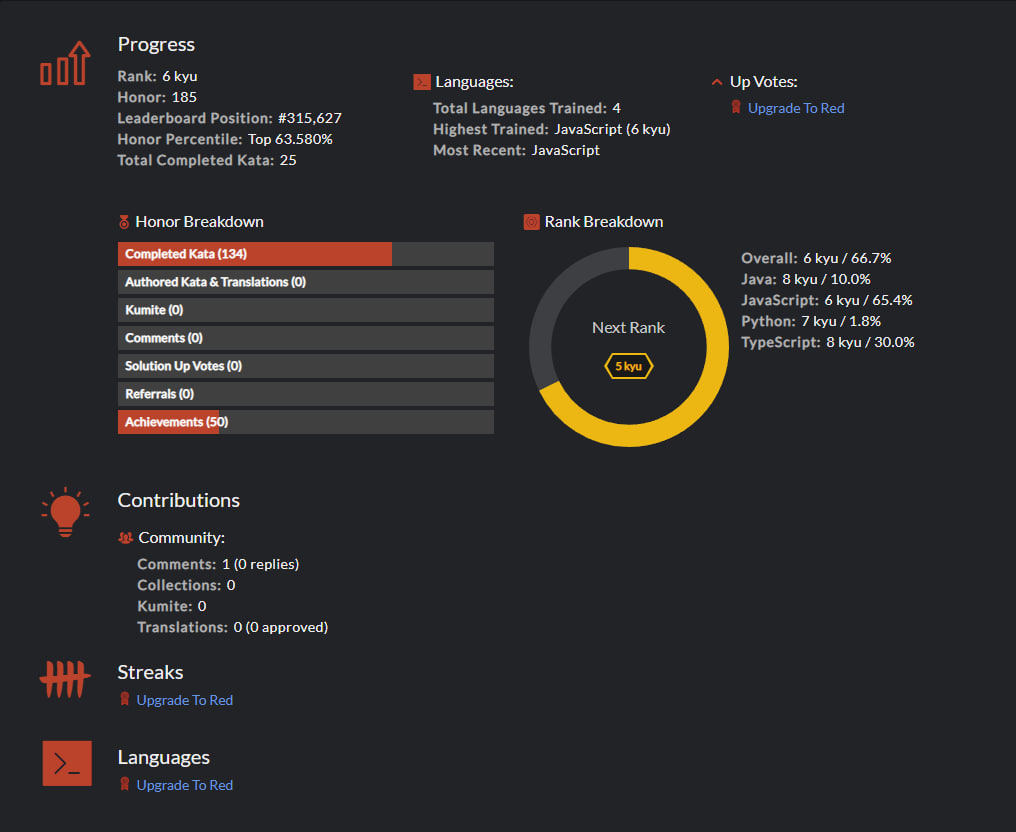 Progress
Rank: 6 kyu
Honor: 185
Leaderboard Position: #315,627
Honor Percentile: Top 63.580%
Total Completed Kata: 25
Languages:
Total Languages Trained: 4
Highest Trained: JavaScript (6 kyu)
Most Recent: JavaScript
Up Votes:
Upgrade To Red
Honor Breakdown
Completed Kata (134)
Authored Kata & Translations (0)
Kumite (0)
Comments (0)
Solution Up Votes (0)
Referrals (0)
Achievements (50)
Rank Breakdown
Next Rank
5 kyu
Overall: 6 kyu / 66.7%
Java: 8 kyu / 10.0%
JavaScript: 6 kyu / 65.4%
Python: 7 kyu / 1.8%
TypeScript: 8 kyu / 30.0%
Contributions
Community:
Comments: 1 (0 replies)
Collections: 0
Kumite: 0
Translations: 0 (0 approved)
Streaks
Upgrade To Red
Languages
Upgrade To Red